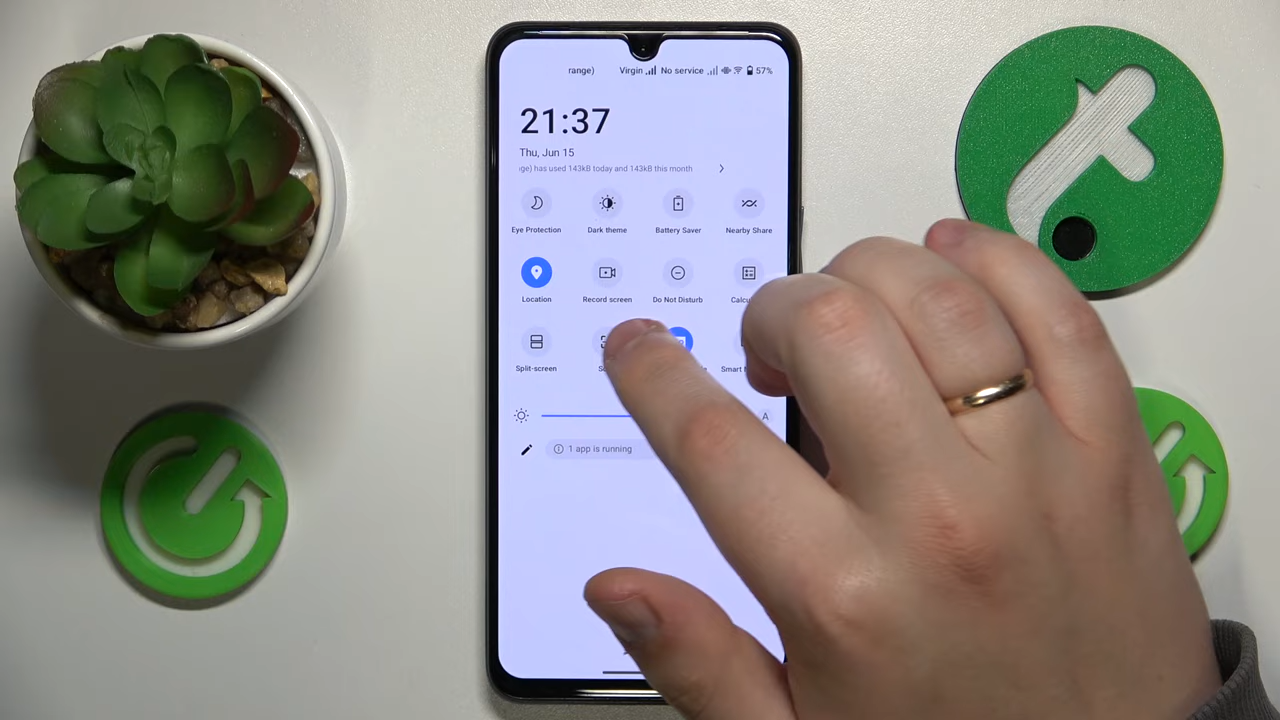 range) Virgin No service 57%
21:37
Thu, Jun 15
ge) has used 143kB today and 143kB this month
Eye Protection Dark theme Battery Saver Nearby Share
Location Record screen Do Not Disturb
Split-screen Smart
A
1 app is running